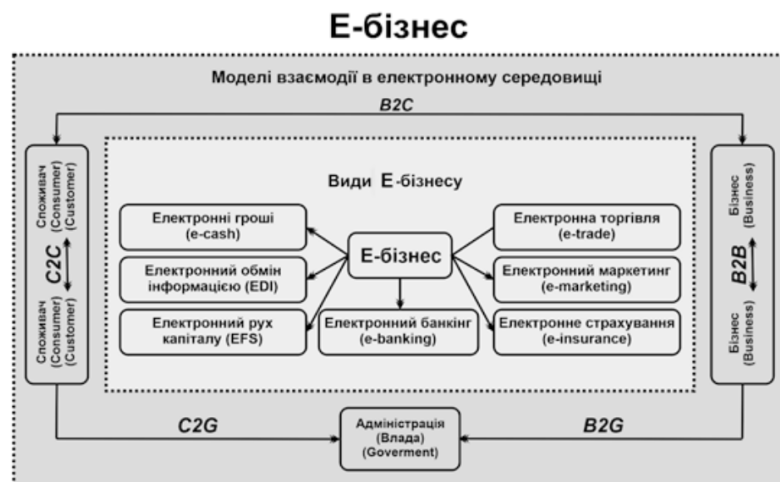 Е-бізнес
Моделі взаємодії в електронному середовищі
B2C
Споживач
(Consumer)
(Customer)
C2C
Споживач
(Consumer)
(Customer)
Види Е-бізнесу
Електронні гроші
(e-cash)
Електронний обмін
інформацією (EDI)
Електронний рух
капіталу (EFS)
Е-бізнес
Електронний банкінг
(e-banking)
Електронна торгівля
(e-trade)
Електронний маркетинг
(e-marketing)
Електронне страхування
(e-insurance)
Бізнес
(Business)
B2B
Бізнес
(Business)
C2G
Адміністрація
(Влада)
(Goverment)
B2G